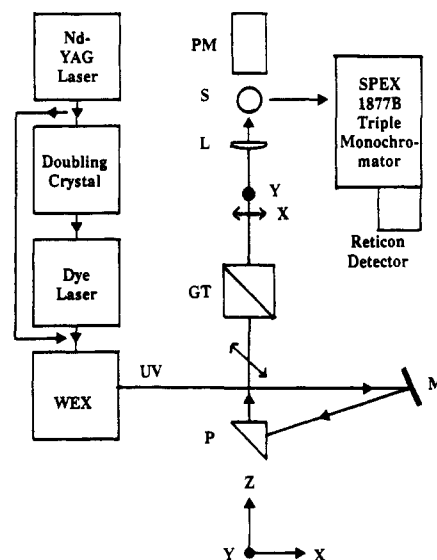 Nd-
YAG
Laser
Doubling
Crystal
Dye
Laser
WEX
UV
PM
S
L
Y
X
GT
P
M
SPEX
1877B
Triple
Monochro-
mator
Reticon
Detector
Z
Y
X